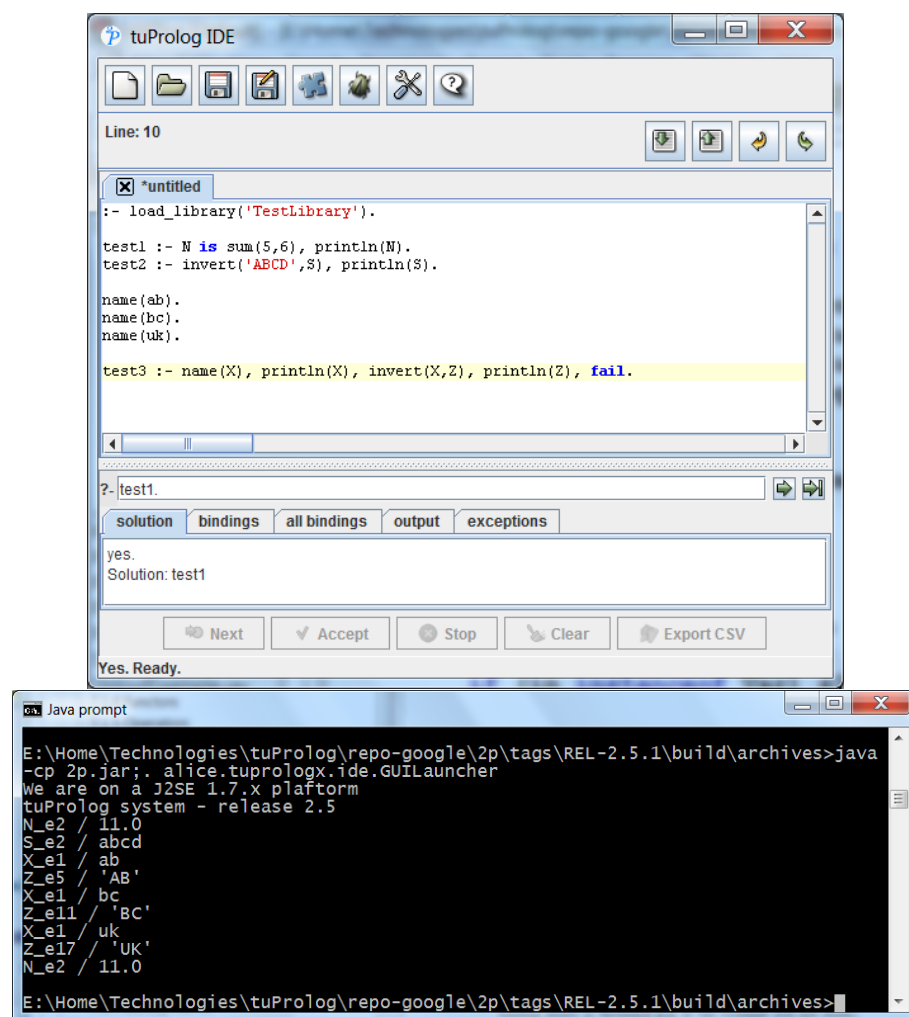 tuProlog IDE
Line: 10
*untitled
:- load_library('TestLibrary').
test1 :- N is sum(5,6), println(N).
test2 :- invert('ABCD',S), println(S).
name(ab).
name(bc).
name(uk).
test3 :- name(X), println(X), invert(X,Z), println(Z), fail.
?- test1.
solution bindings all bindings output exceptions
yes.
Solution: test1
Next Accept Stop Clear Export CSV
Yes. Ready.
Java prompt
E:\Home\Technologies\tuProlog\repo-google\2p\tags\REL-2.5.1\build\archives>java
-cp 2p.jar;. alice.tuprologx.ide.GUILauncher
We are on a J2SE 1.7.x plaftorm
tuProlog system - release 2.5
N_e2 / 11.0
S_e2 / abcd
X_e1 / ab
Z_e5 / 'AB'
X_e1 / bc
Z_e11 / 'BC'
X_e1 / uk
Z_e17 / 'UK'
N_e2 / 11.0
E:\Home\Technologies\tuProlog\repo-google\2p\tags\REL-2.5.1\build\archives>